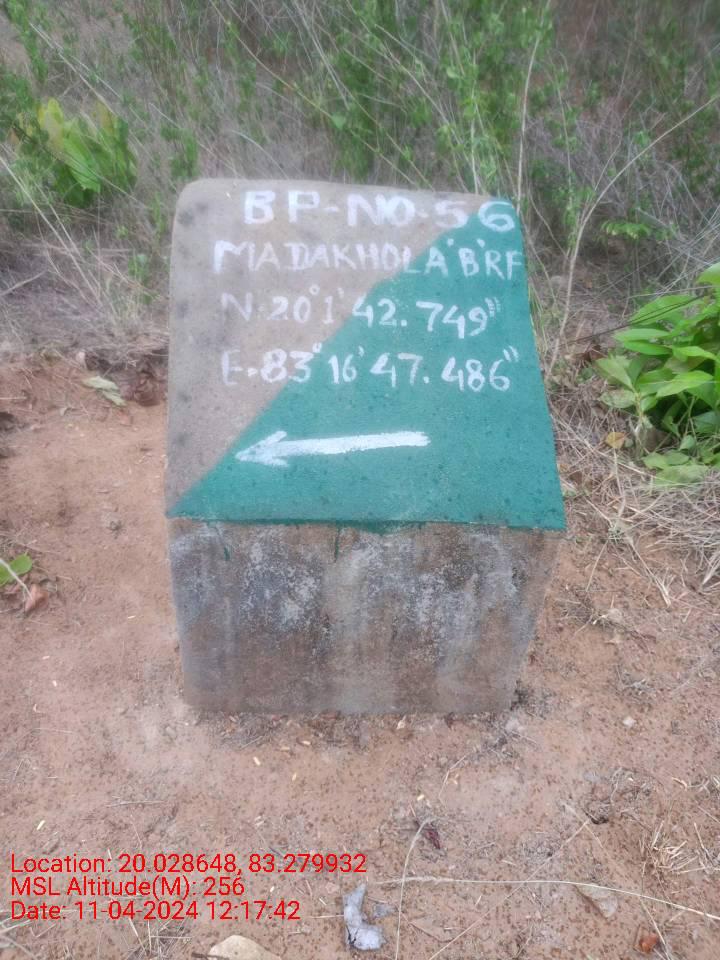 BP-NO-56
MADAKHOLA 'B' RF
N-20° 1' 42.749"
E-83° 16' 47.486"
Location: 20.028648, 83.279932
MSL Altitude(M): 256
Date: 11-04-2024 12:17:42